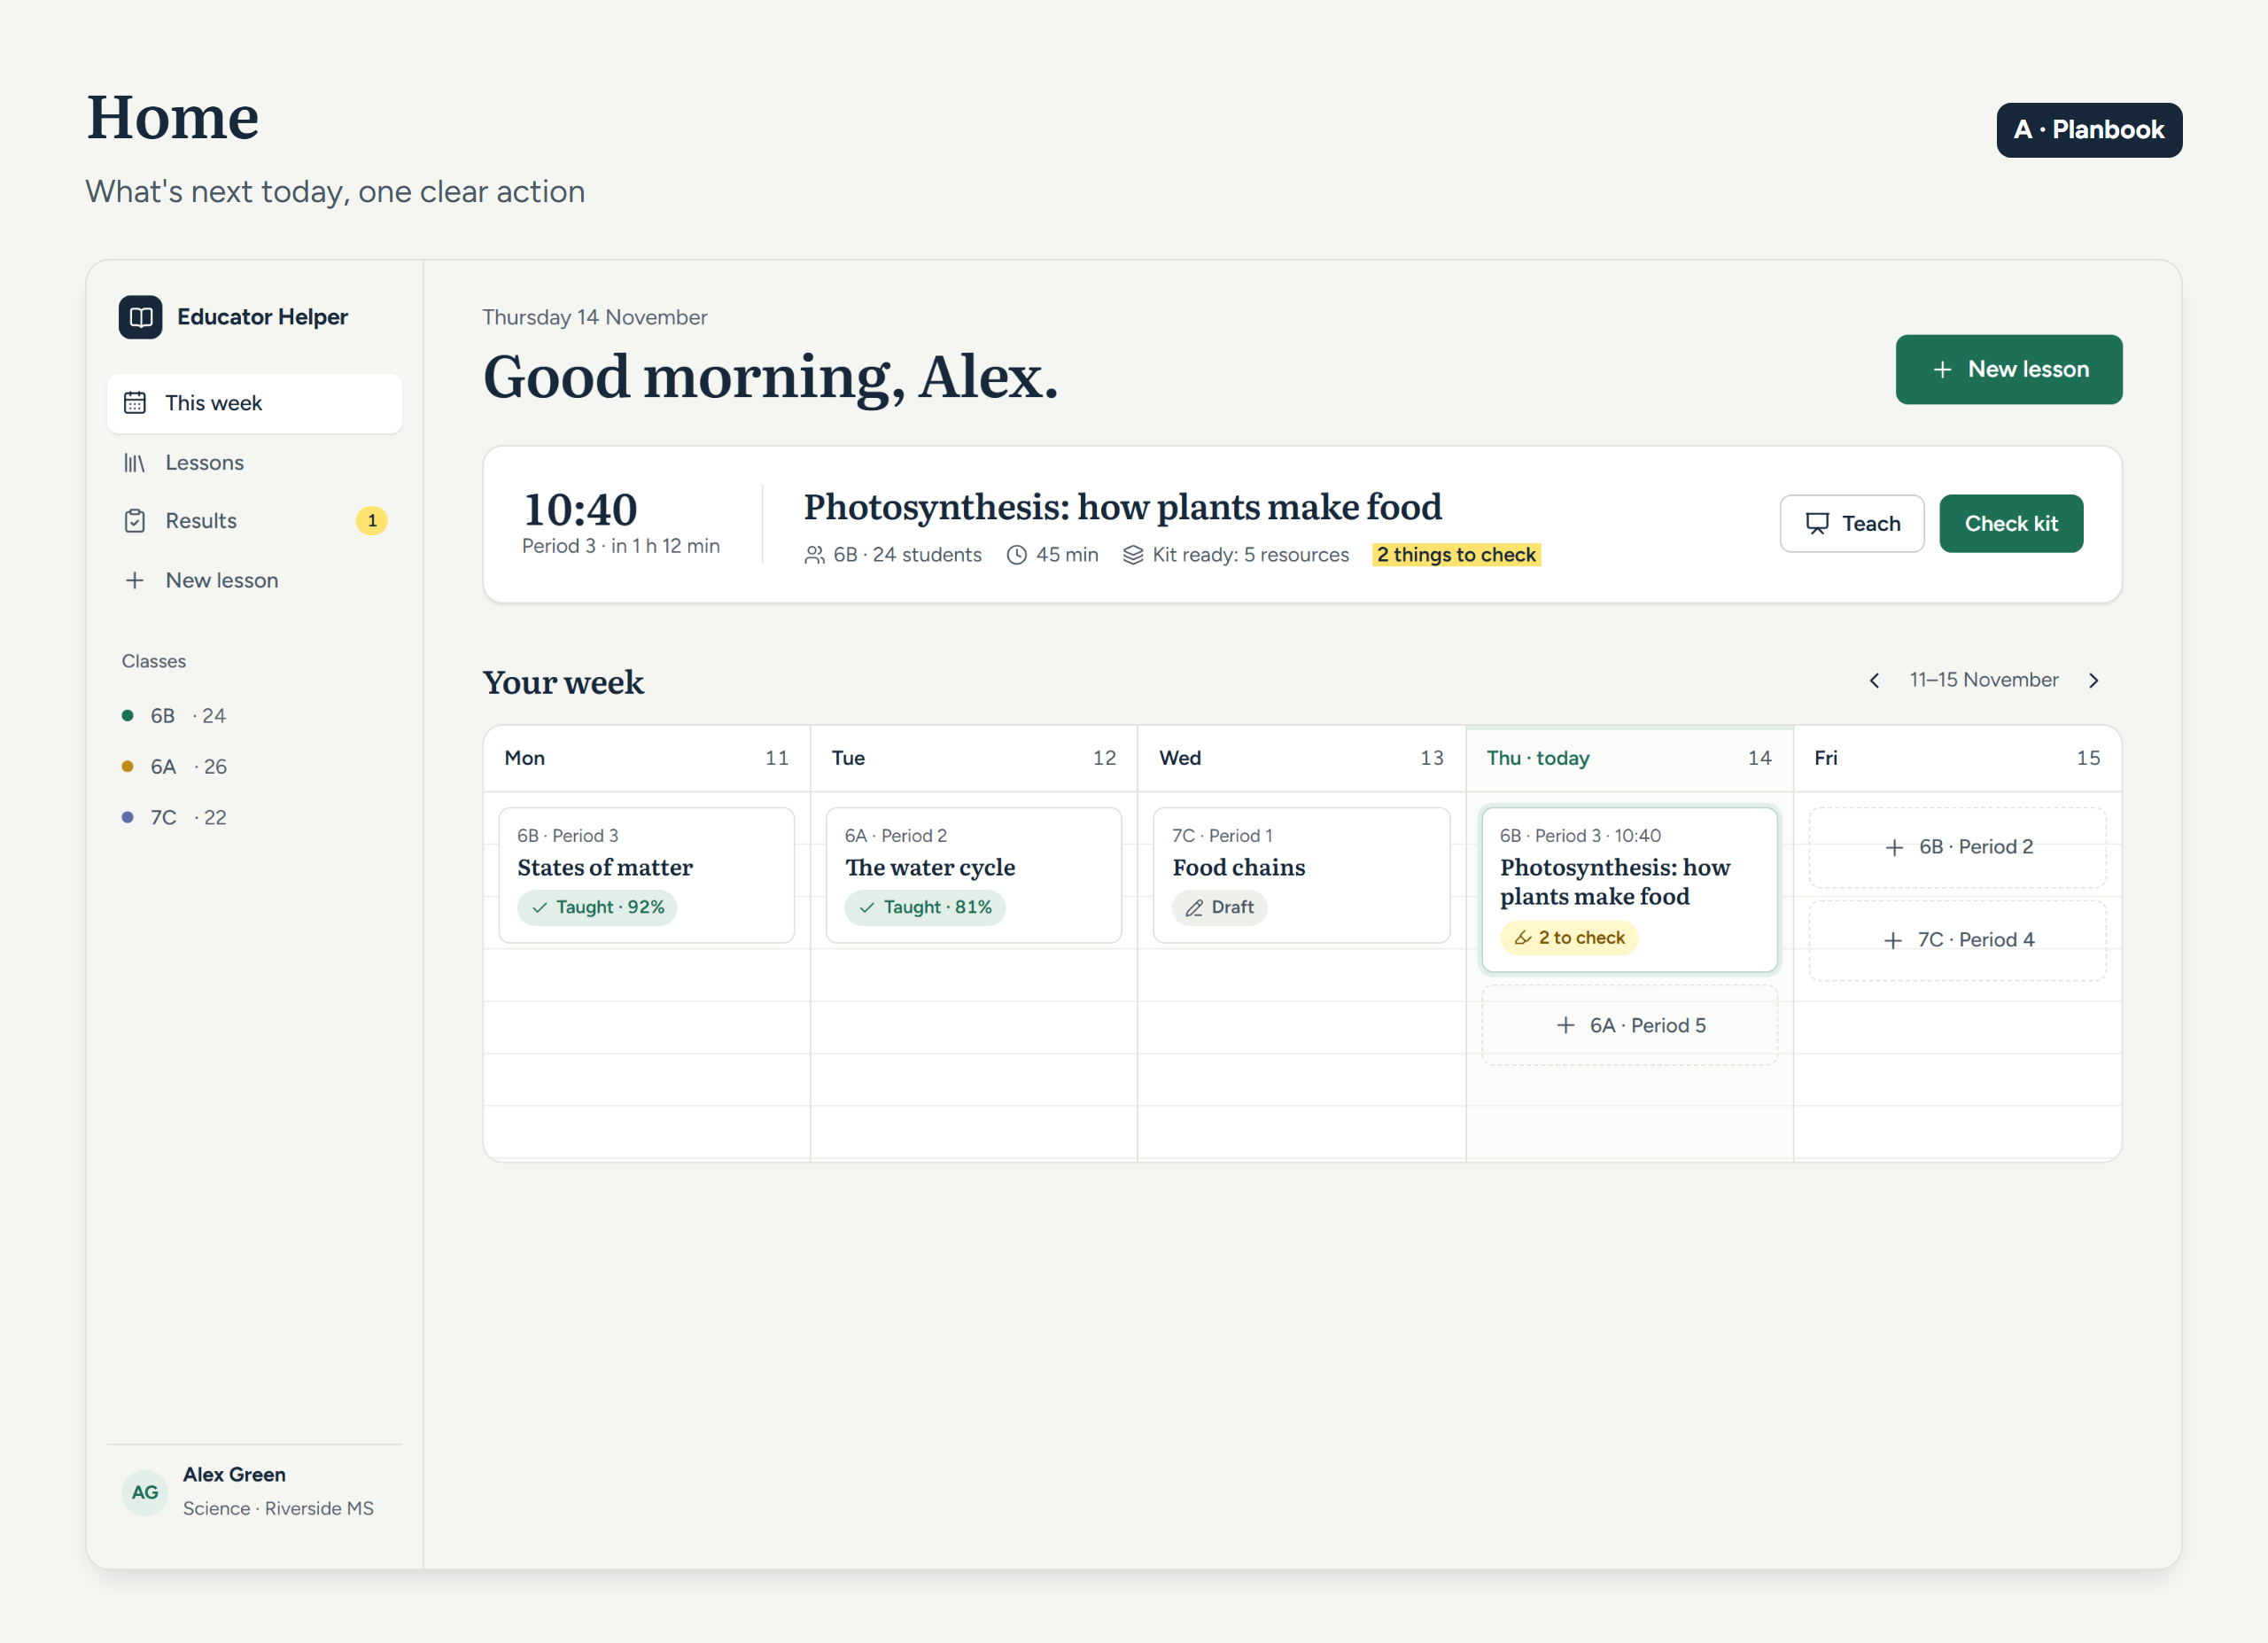 Home
A · Planbook
What's next today, one clear action
Educator Helper
This week
Lessons
Results 1
New lesson
Classes
6B · 24
6A · 26
7C · 22
AG
Alex Green
Science · Riverside MS
Thursday 14 November
Good morning, Alex.
+ New lesson
10:40
Period 3 · in 1 h 12 min
Photosynthesis: how plants make food
6B · 24 students 45 min Kit ready: 5 resources 2 things to check
Teach
Check kit
Your week
11–15 November
Mon 11
6B · Period 3
States of matter
Taught · 92%
Tue 12
6A · Period 2
The water cycle
Taught · 81%
Wed 13
7C · Period 1
Food chains
Draft
Thu · today 14
6B · Period 3 · 10:40
Photosynthesis: how
plants make food
2 to check
+ 6A · Period 5
Fri 15
+ 6B · Period 2
+ 7C · Period 4